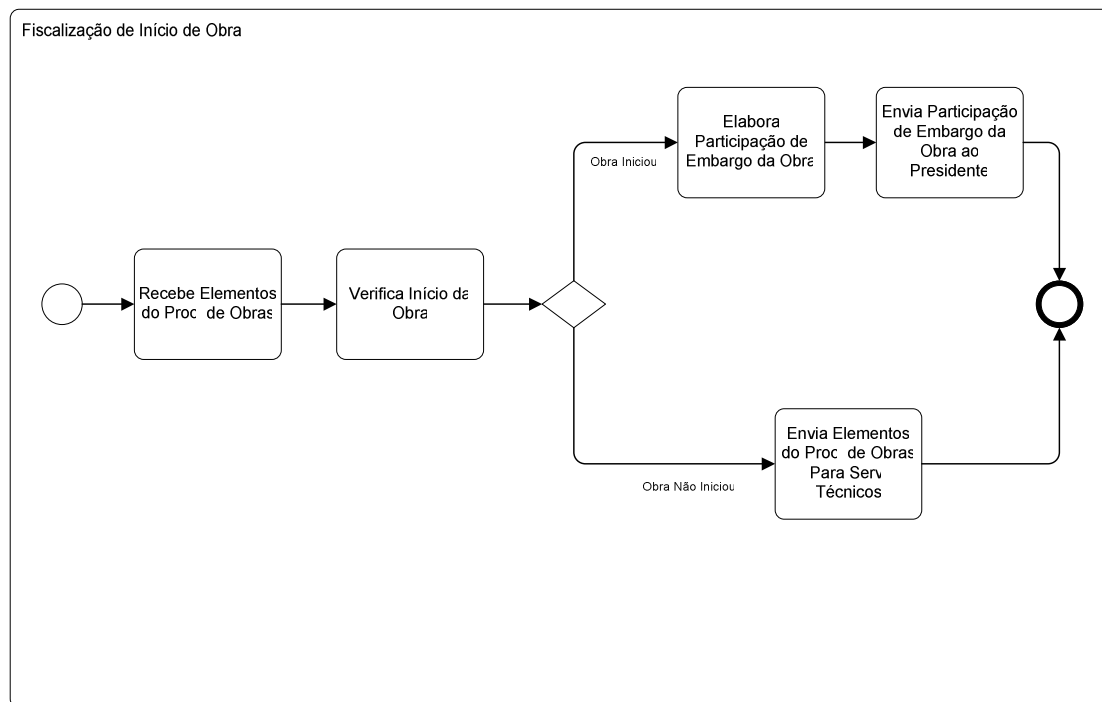 Fiscalização de Início de Obra
Recebe Elementos
do Proc de Obras
Verifica Início da
Obra
Obra Iniciou
Elabora
Participação de
Embargo da Obra
Envia Participação
de Embargo da
Obra ao
Presidente
Obra Não Iniciou
Envia Elementos
do Proc de Obras
Para Serv
Técnicos